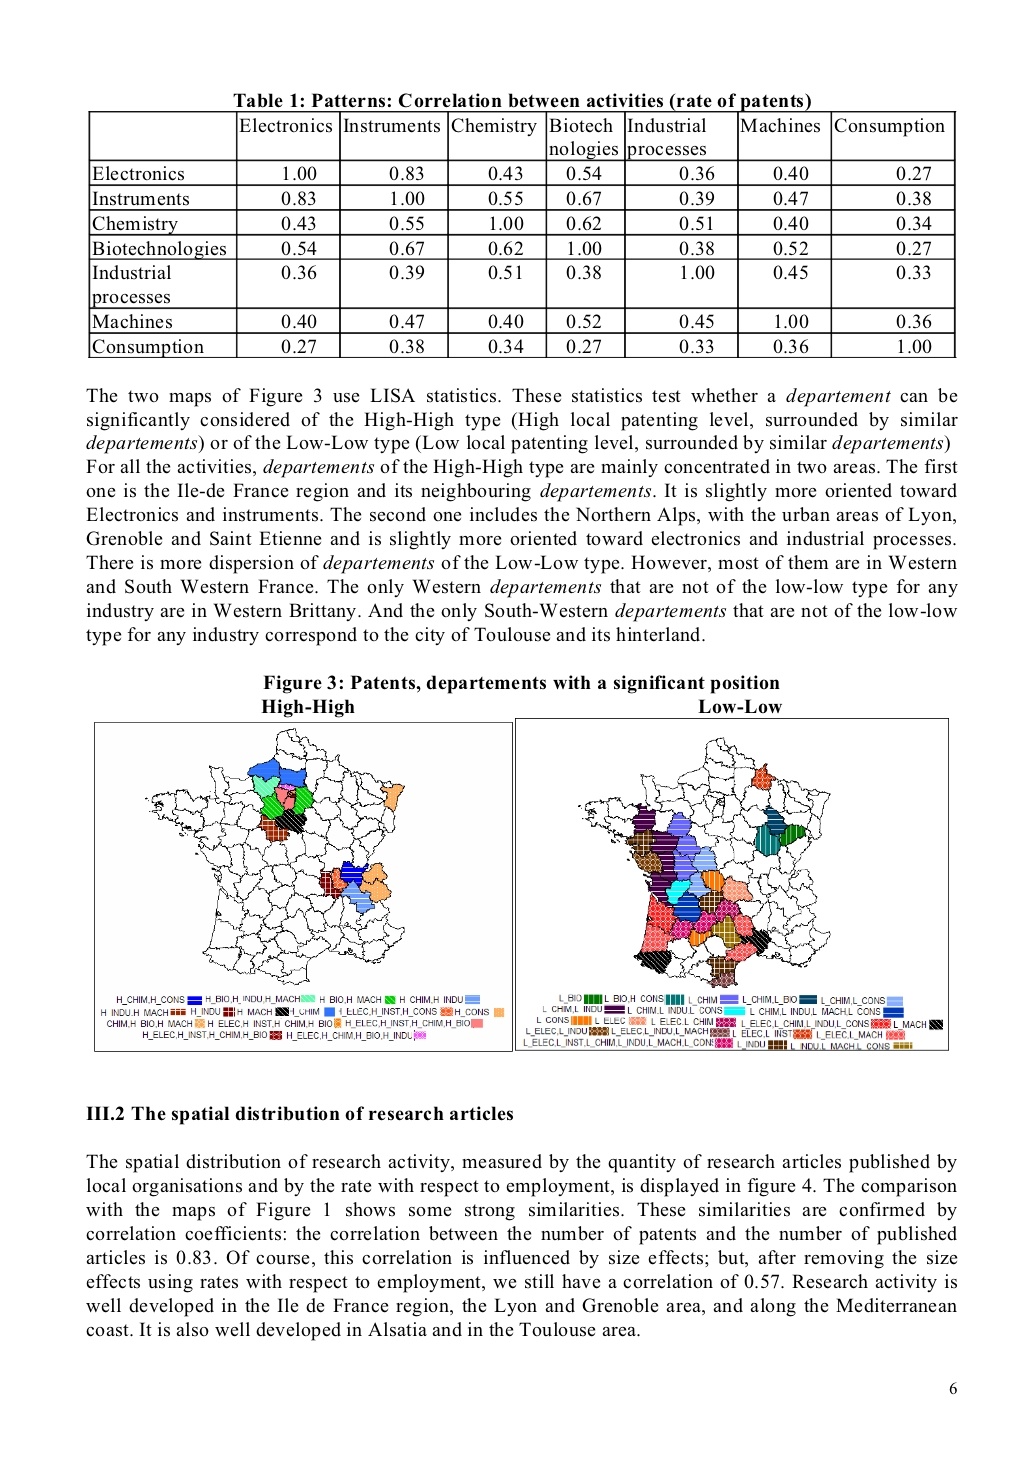 Table 1: Patterns: Correlation between activities (rate of patents)
Electronics Instruments Chemistry Biotech nologies Industrial processes Machines Consumption
Electronics 1.00 0.83 0.43 0.54 0.36 0.40 0.27
Instruments 0.83 1.00 0.55 0.67 0.39 0.47 0.38
Chemistry 0.43 0.55 1.00 0.62 0.51 0.40 0.34
Biotechnologies 0.54 0.67 0.62 1.00 0.38 0.52 0.27
Industrial processes 0.36 0.39 0.51 0.38 1.00 0.45 0.33
Machines 0.40 0.47 0.40 0.52 0.45 1.00 0.36
Consumption 0.27 0.38 0.34 0.27 0.33 0.36 1.00
The two maps of Figure 3 use LISA statistics. These statistics test whether a departement can be
significantly considered of the High-High type (High local patenting level, surrounded by similar
departements) or of the Low-Low type (Low local patenting level, surrounded by similar departements)
For all the activities, departements of the High-High type are mainly concentrated in two areas. The first
one is the Ile-de France region and its neighbouring departements. It is slightly more oriented toward
Electronics and instruments. The second one includes the Northern Alps, with the urban areas of Lyon,
Grenoble and Saint Etienne and is slightly more oriented toward electronics and industrial processes.
There is more dispersion of departements of the Low-Low type. However, most of them are in Western
and South Western France. The only Western departements that are not of the low-low type for any
industry are in Western Brittany. And the only South-Western departements that are not of the low-low
type for any industry correspond to the city of Toulouse and its hinterland.
Figure 3: Patents, departements with a significant position
High-High Low-Low
H_CHIM,H_CONS H_BIO,H_INDU,H_MACH H_BIO,H_MACH H_CHIM,H_INDU
H_INDU,H_MACH H_INDU H_MACH H_CHIM H_ELEC,H_INST,H_CONS H_CONS
CHIM,H_BIO,H_MACH H_ELEC,H_INST,H_CHIM,H_BIO H_ELEC,H_INST,H_CHIM,H_BIO
H_ELEC,H_INST,H_CHIM,H_BIO H_ELEC,H_CHIM,H_BIO,H_INDU
L_BIO L_BIO,H_CONS L_CHIM L_CHIM,L_BIO L_CHIM,L_CONS
L_CHIM,L_INDU L_CHIM,L_INDU,L_CONS L_CHIM,L_INDU,L_MACH,L_CONS
L_CONS L_ELEC L_ELEC,L_CHIM L_ELEC,L_CHIM,L_INDU,L_CONS L_MACH
L_ELEC,L_INDU L_ELEC,L_INDU,L_MACH L_ELEC,L_INST L_ELEC,L_MACH
L_ELEC,L_INST,L_CHIM,L_INDU,L_MACH,L_CONS L_INDU L_INDU,L_MACH,L_CONS
III.2 The spatial distribution of research articles
The spatial distribution of research activity, measured by the quantity of research articles published by
local organisations and by the rate with respect to employment, is displayed in figure 4. The comparison
with the maps of Figure 1 shows some strong similarities. These similarities are confirmed by
correlation coefficients: the correlation between the number of patents and the number of published
articles is 0.83. Of course, this correlation is influenced by size effects; but, after removing the size
effects using rates with respect to employment, we still have a correlation of 0.57. Research activity is
well developed in the Ile de France region, the Lyon and Grenoble area, and along the Mediterranean
coast. It is also well developed in Alsatia and in the Toulouse area.
6